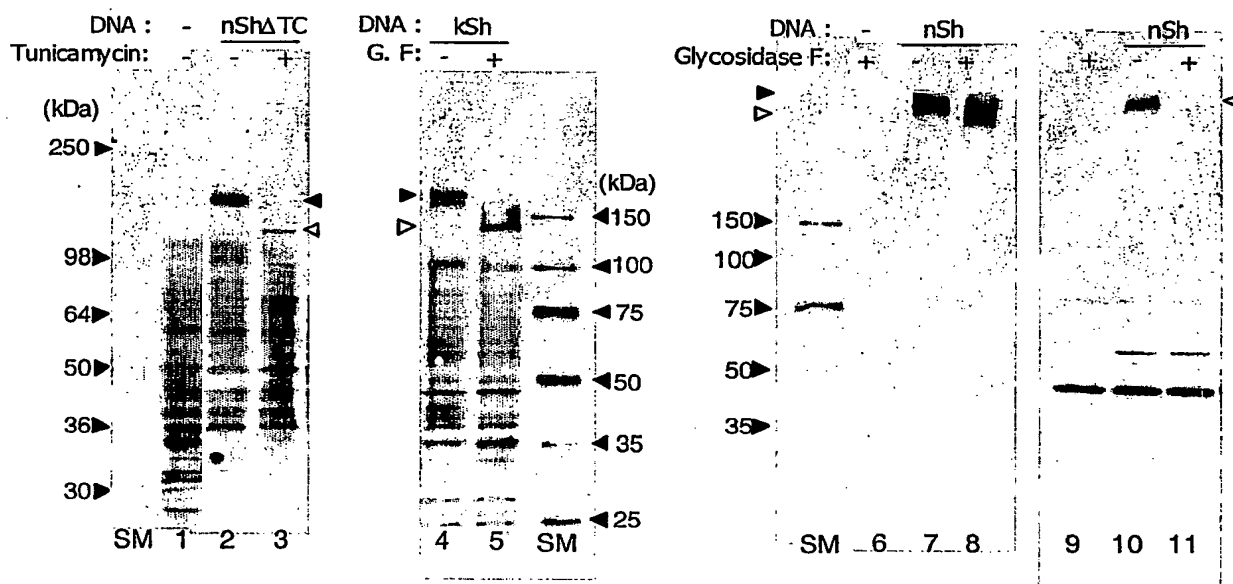 DNA : - nSh∆TC
Tunicamycin: - - +
(kDa)
250
98
64
50
36
30
SM 1 2 3
DNA : kSh
G. F: - +
(kDa)
150
100
75
50
35
25
4 5 SM
DNA : - nSh
Glycosidase F: + - +
150
100
75
50
35
SM 6 7 8
nSh
+ - +
9 10 11